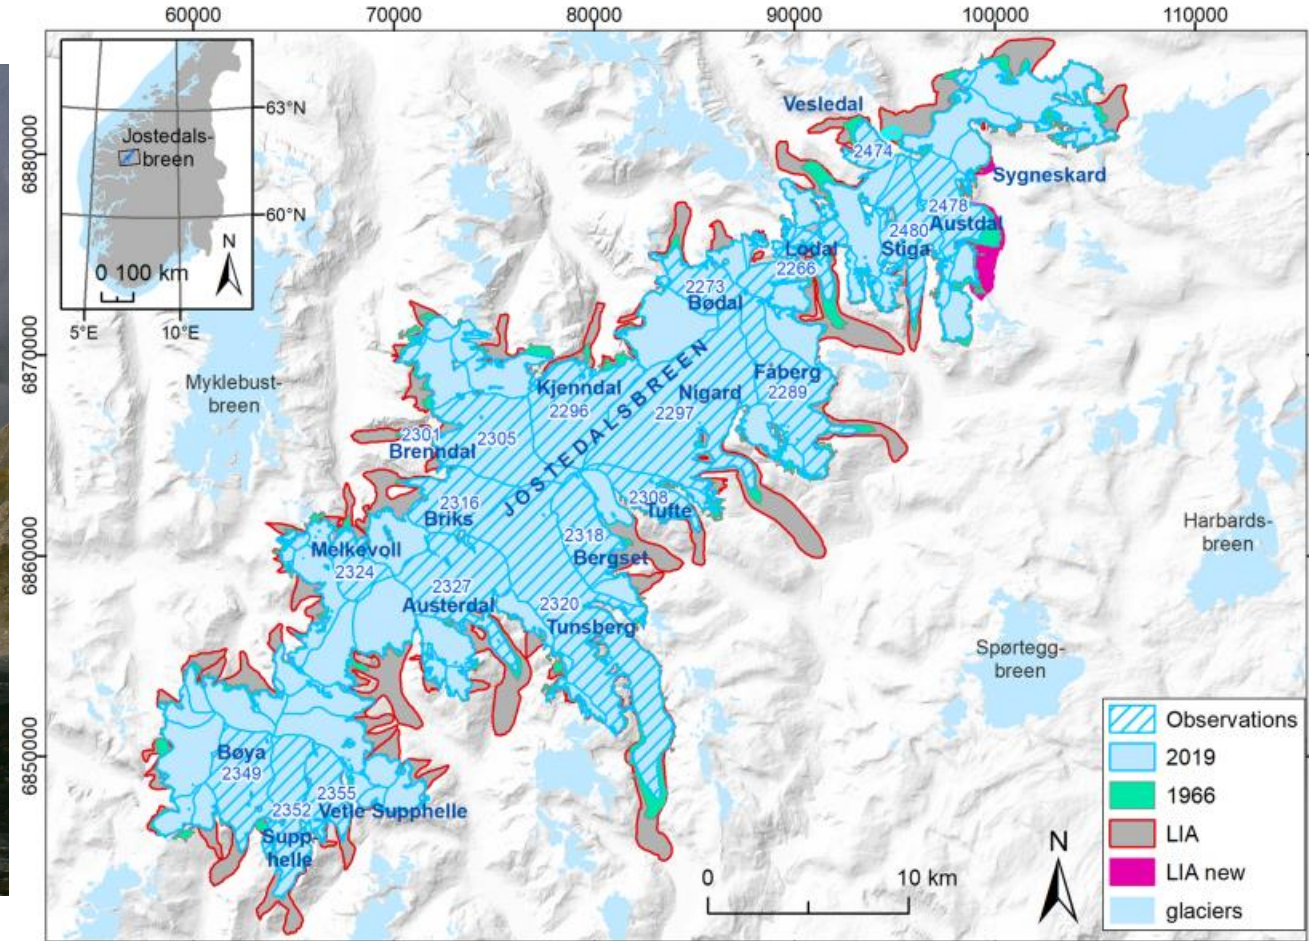 60000 70000 80000 90000 100000 110000
6880000
6870000
6860000
6850000
63°N
Jostedals-
breen
60°N
N
0 100 km
5°E 10°E
Vesledal
2474
Sygneskard
2478
Austdal
2480
Stiga
Lodal
2266
2273
Bødal
Fåberg
2289
Nigard
2297
Kjenndal
2296
JOSTEDALSBREEN
Myklebust-
breen
2301
2305
Brenndal
2316
Briks
2308
Tufte
2318
Bergset
Melkevoll
2324
2327
Austerdal
2320
Tunsberg
Harbards-
breen
Spørtegg-
breen
Bøya
2349
2355
2352
Vetle Supphelle
Supp-
helle
N
0 10 km
Observations
2019
1966
LIA
LIA new
glaciers